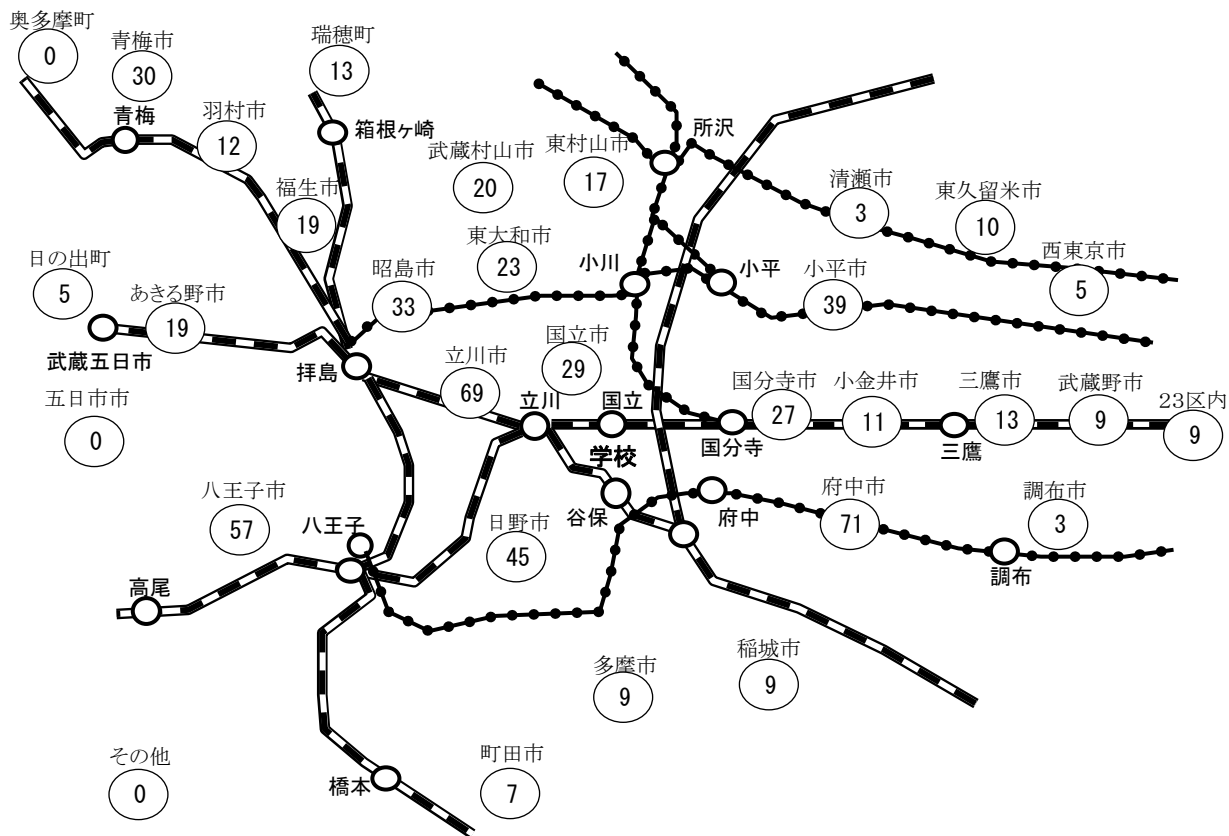 奥多摩町
0
青梅市
30
青梅
羽村市
12
瑞穂町
13
箱根ヶ崎
福生市
19
武蔵村山市
20
東村山市
17
所沢
清瀬市
3
東久留米市
10
西東京市
5
日の出町
5
あきる野市
19
武蔵五日市
昭島市
33
東大和市
23
小川
小平
小平市
39
拝島
立川市
69
国立市
29
立川
国立
学校
国分寺市
27
国分寺
小金井市
11
三鷹市
13
三鷹
武蔵野市
9
23区内
9
五日市市
0
八王子市
57
八王子
日野市
45
谷保
府中
府中市
71
調布市
3
調布
高尾
多摩市
9
稲城市
9
その他
0
橋本
町田市
7